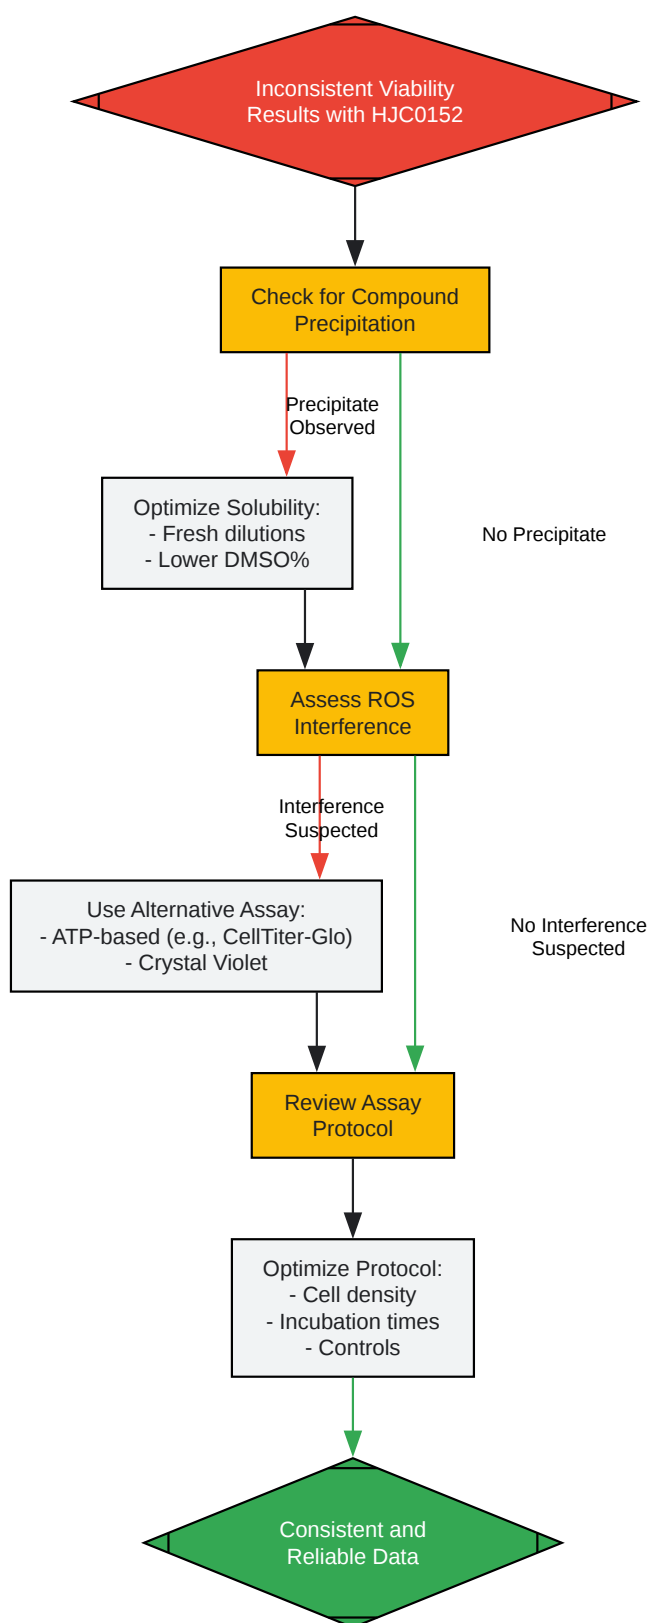 Inconsistent Viability
Results with HJC0152
Check for Compound
Precipitation
Precipitate
Observed
Optimize Solubility:
- Fresh dilutions
- Lower DMSO%
No Precipitate
Assess ROS
Interference
Interference
Suspected
Use Alternative Assay:
- ATP-based (e.g., CellTiter-Glo)
- Crystal Violet
No Interference
Suspected
Review Assay
Protocol
Optimize Protocol:
- Cell density
- Incubation times
- Controls
Consistent and
Reliable Data